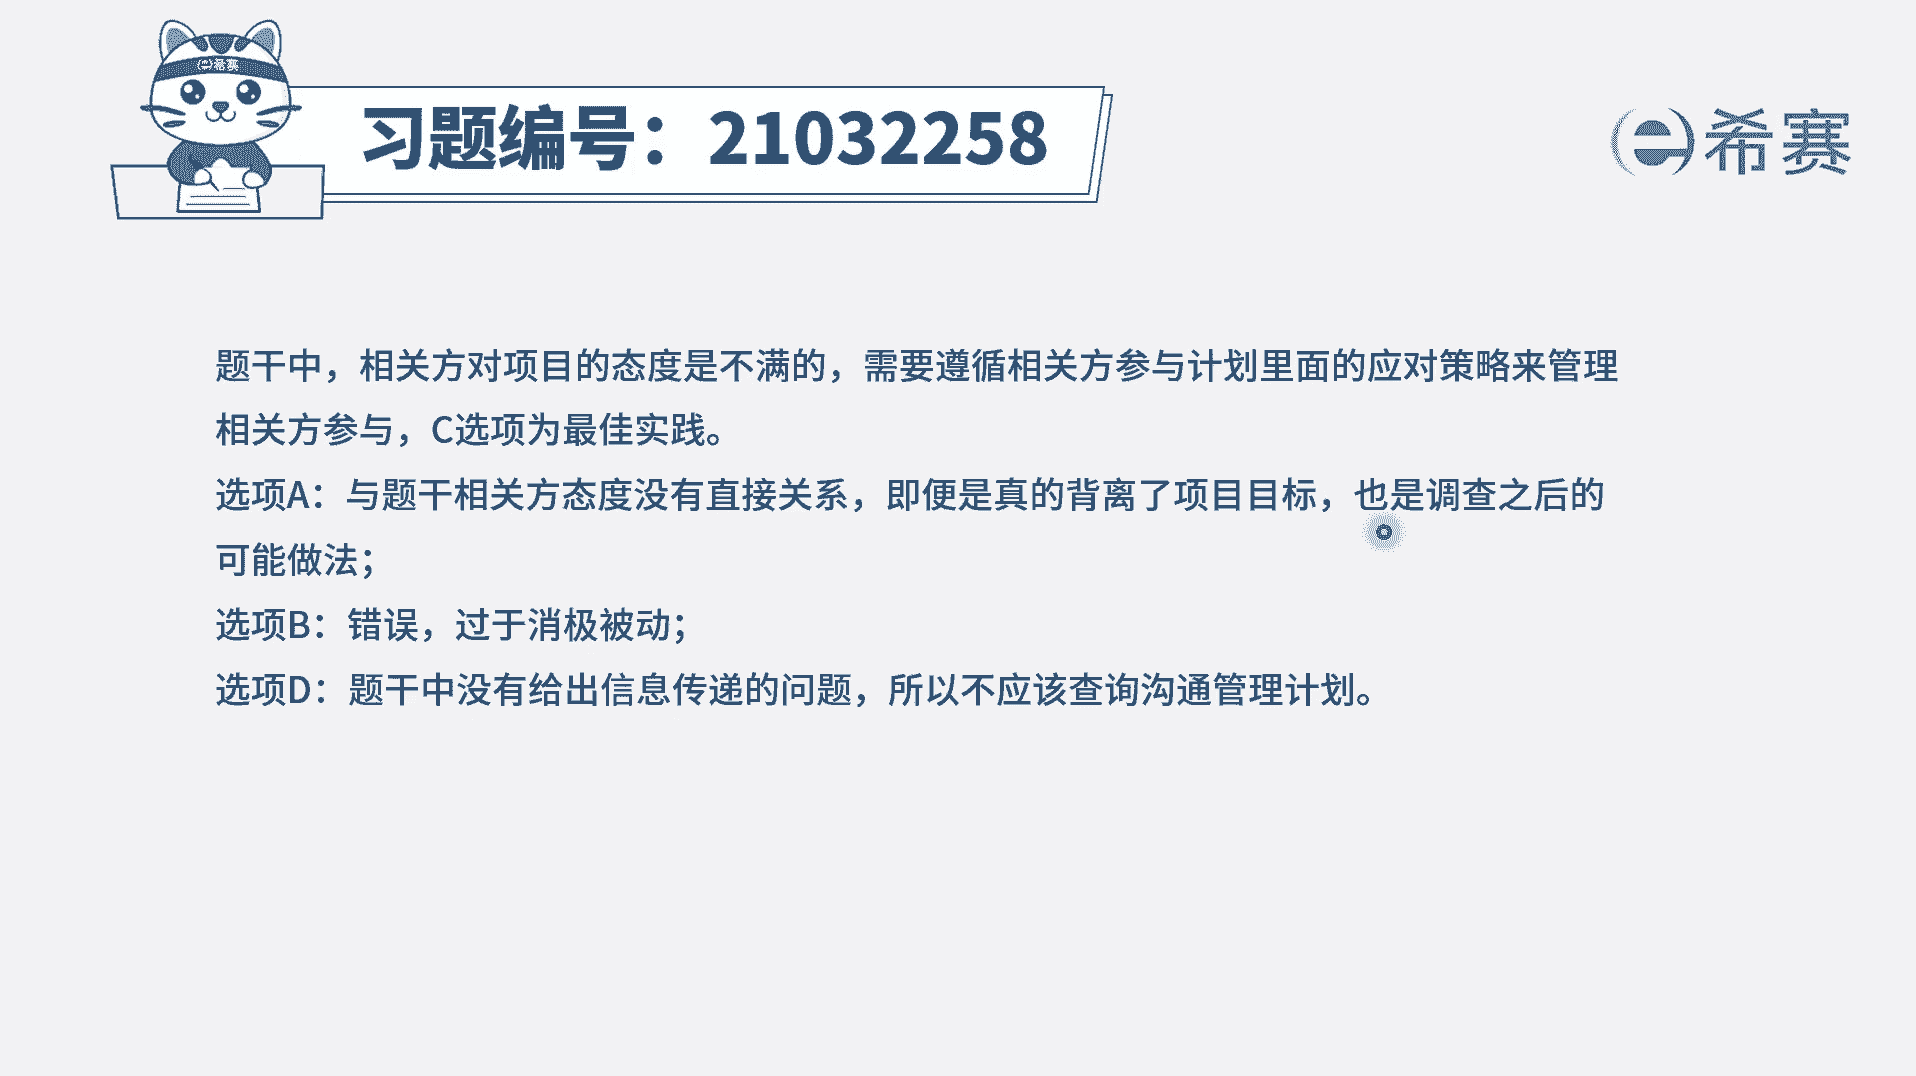 希赛
习题编号：21032258
希赛
题干中，相关方对项目的态度是不满的，需要遵循相关方参与计划里面的应对策略来管理
相关方参与，C选项为最佳实践。
选项A：与题干相关方态度没有直接关系，即便是真的背离了项目目标，也是调查之后的
可能做法；
选项B：错误，过于消极被动；
选项D：题干中没有给出信息传递的问题，所以不应该查询沟通管理计划。